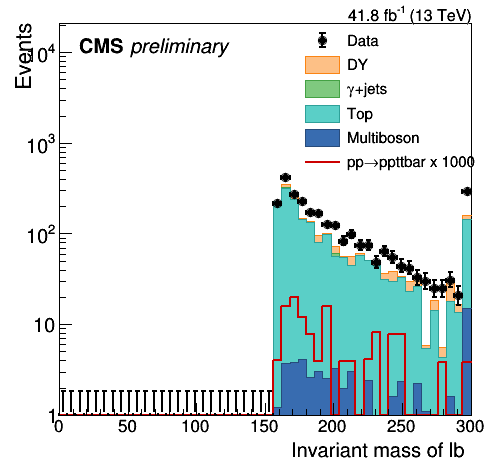 41.8 fb⁻¹ (13 TeV)
Events
CMS preliminary
Data
DY
γ+jets
Top
Multiboson
pp→ppttbar x 1000
10⁴
10³
10²
10
1
0 50 100 150 200 250 300
Invariant mass of lb